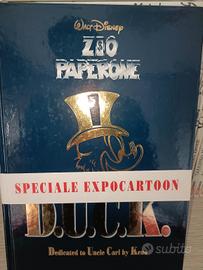 WALT DISNEY
ZIO
PAPERONE
SPECIALE EXPOCARTOON
D.U.C.K.
Dedicated to Uncle Carl by Keno
subito